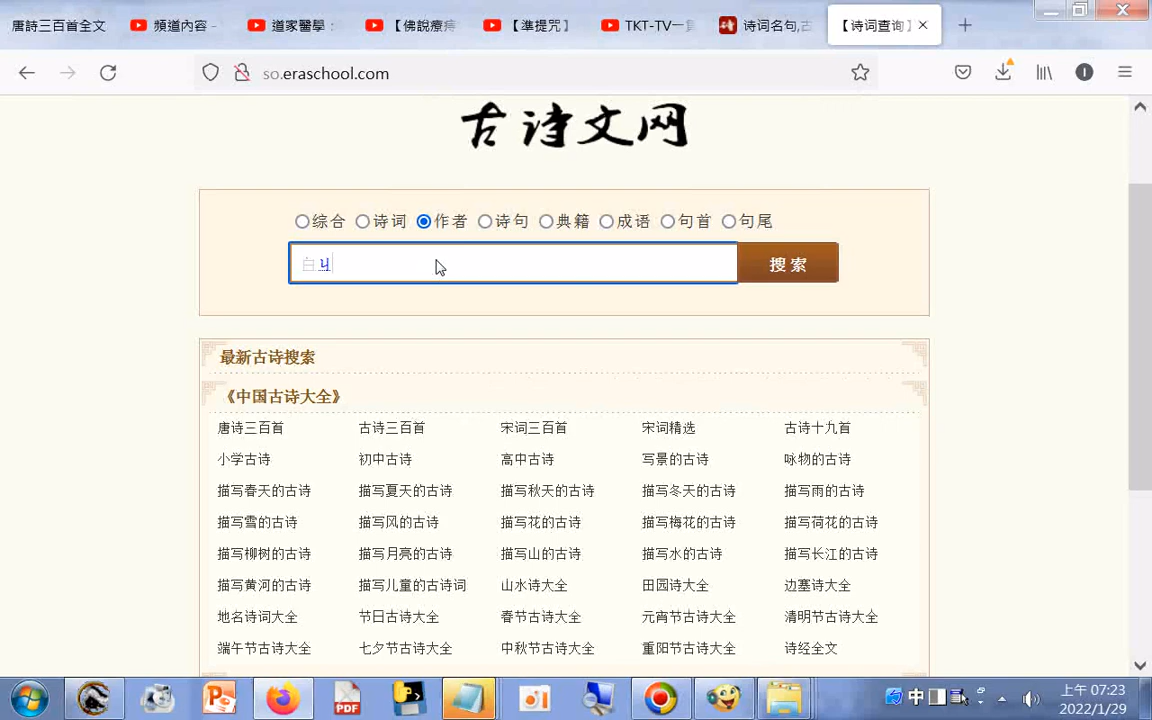 唐詩三百首全文 頻道內容 - 道家醫學： 【佛說療痔 【準提咒】 TKT-TV一 诗词名句,古 【诗词查询】
so.eraschool.com
古诗文网
综合 诗词 作者 诗句 典籍 成语 句首 句尾
白ㄐ 搜 索
最新古诗搜索
《中国古诗大全》
唐诗三百首 古诗三百首 宋词三百首 宋词精选 古诗十九首
小学古诗 初中古诗 高中古诗 写景的古诗 咏物的古诗
描写春天的古诗 描写夏天的古诗 描写秋天的古诗 描写冬天的古诗 描写雨的古诗
描写雪的古诗 描写风的古诗 描写花的古诗 描写梅花的古诗 描写荷花的古诗
描写柳树的古诗 描写月亮的古诗 描写山的古诗 描写水的古诗 描写长江的古诗
描写黄河的古诗 描写儿童的古诗词 山水诗大全 田园诗大全 边塞诗大全
地名诗词大全 节日古诗大全 春节古诗大全 元宵节古诗大全 清明节古诗大全
端午节古诗大全 七夕节古诗大全 中秋节古诗大全 重阳节古诗大全 诗经全文
PDF 中 上午 07:23
2022/1/29